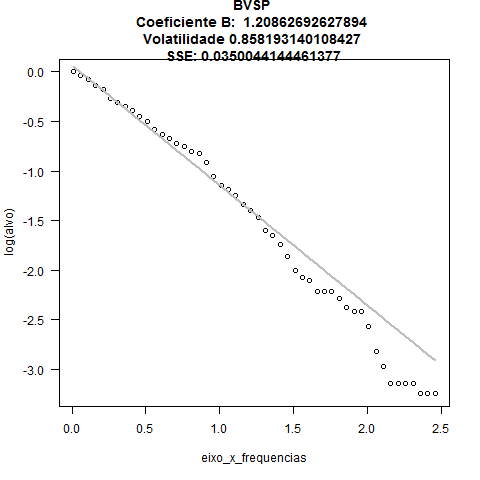 BVSP
Coeficiente B:  1.20862692627894
Volatilidade 0.858193140108427
SSE: 0.0350044144461377
0.0
-0.5
-1.0
-1.5
-2.0
-2.5
-3.0
log(alvo)
0.0
0.5
1.0
1.5
2.0
2.5
eixo_x_frequencias